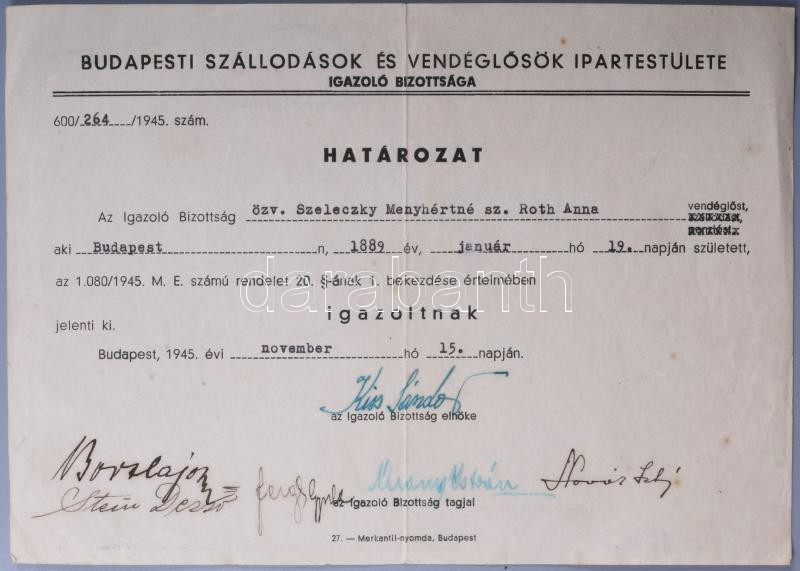 BUDAPESTI SZÁLLODÁSOK ÉS VENDÉGLŐSÖK IPARTESTÜLETE
IGAZOLÓ BIZOTTSÁGA
600/264/1945. szám.
HATÁROZAT
Az Igazoló Bizottság özv. Szeleczky Menyhértné sz. Roth Anna vendéglőst,
aki Budapest n, 1889 év, január hó 19. napján született,
az 1.080/1945. M. E. számú rendelet 20. §-ának 1. bekezdése értelmében
darabanth
igazoltnak
jelenti ki.
Budapest, 1945. évi november hó 15. napján.
Kiss Sándor
az Igazoló Bizottság elnöke
Stein Dezső
István
az Igazoló Bizottság tagjai
27. — Merkantil-nyomda, Budapest